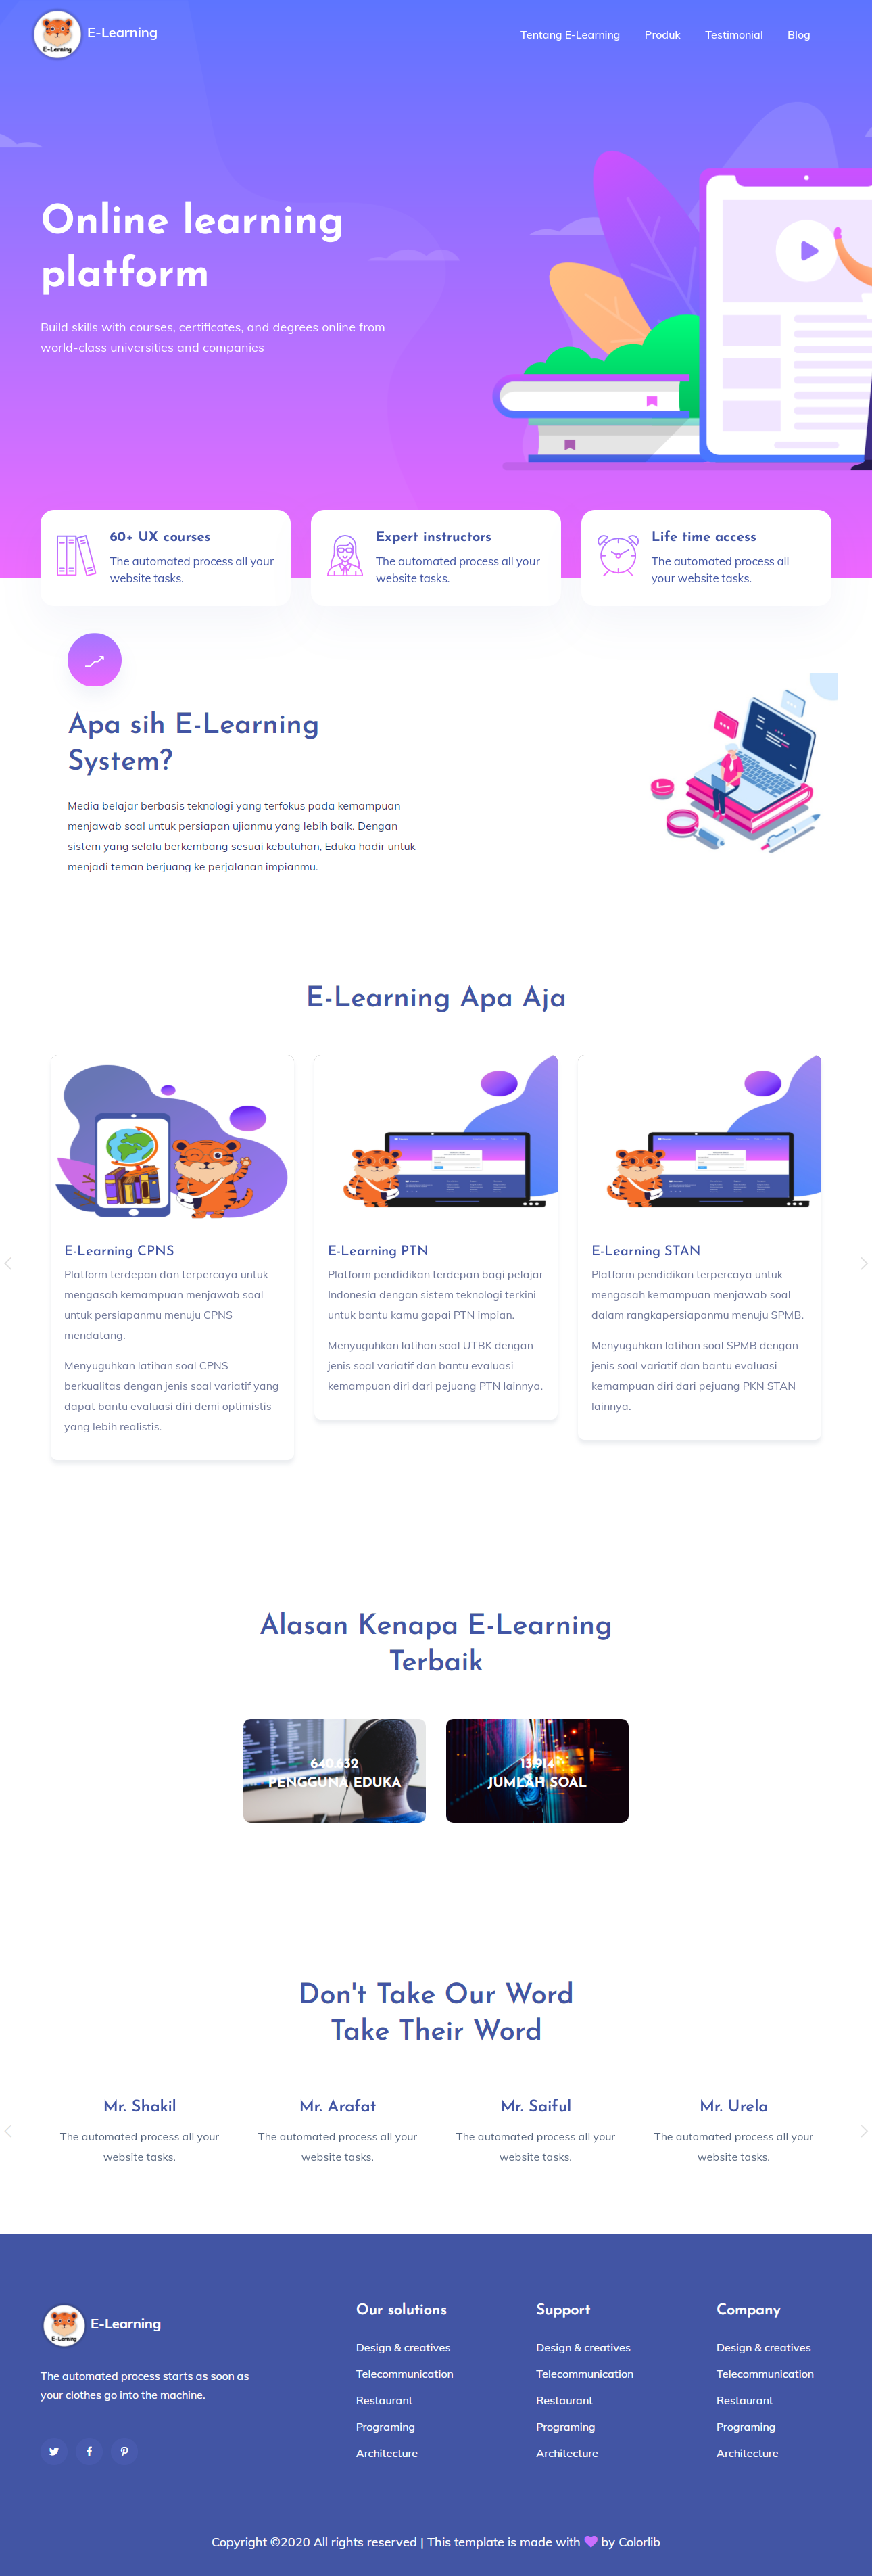 E-Learning
E-Lerning
Tentang E-Learning
Produk
Testimonial
Blog
Online learning
platform
Build skills with courses, certificates, and degrees online from
world-class universities and companies
60+ UX courses
The automated process all your
website tasks.
Expert instructors
The automated process all your
website tasks.
Life time access
The automated process all
your website tasks.
Apa sih E-Learning
System?
Media belajar berbasis teknologi yang terfokus pada kemampuan
menjawab soal untuk persiapan ujianmu yang lebih baik. Dengan
sistem yang selalu berkembang sesuai kebutuhan, Eduka hadir untuk
menjadi teman berjuang ke perjalanan impianmu.
E-Learning Apa Aja
E-Learning CPNS
Platform terdepan dan terpercaya untuk
mengasah kemampuan menjawab soal
untuk persiapanmu menuju CPNS
mendatang.
Menyuguhkan latihan soal CPNS
berkualitas dengan jenis soal variatif yang
dapat bantu evaluasi diri demi optimistis
yang lebih realistis.
E-Learning PTN
Platform pendidikan terdepan bagi pelajar
Indonesia dengan sistem teknologi terkini
untuk bantu kamu gapai PTN impian.
Menyuguhkan latihan soal UTBK dengan
jenis soal variatif dan bantu evaluasi
kemampuan diri dari pejuang PTN lainnya.
E-Learning STAN
Platform pendidikan terpercaya untuk
mengasah kemampuan menjawab soal
dalam rangkapersiapanmu menuju SPMB.
Menyuguhkan latihan soal SPMB dengan
jenis soal variatif dan bantu evaluasi
kemampuan diri dari pejuang PKN STAN
lainnya.
Alasan Kenapa E-Learning
Terbaik
640.632
PENGGUNA EDUKA
13.914
JUMLAH SOAL
Don't Take Our Word
Take Their Word
Mr. Shakil
The automated process all your
website tasks.
Mr. Arafat
The automated process all your
website tasks.
Mr. Saiful
The automated process all your
website tasks.
Mr. Urela
The automated process all your
website tasks.
E-Learning
E-Lerning
The automated process starts as soon as
your clothes go into the machine.
Our solutions
Design & creatives
Telecommunication
Restaurant
Programing
Architecture
Support
Design & creatives
Telecommunication
Restaurant
Programing
Architecture
Company
Design & creatives
Telecommunication
Restaurant
Programing
Architecture
Copyright ©2020 All rights reserved | This template is made with by Colorlib